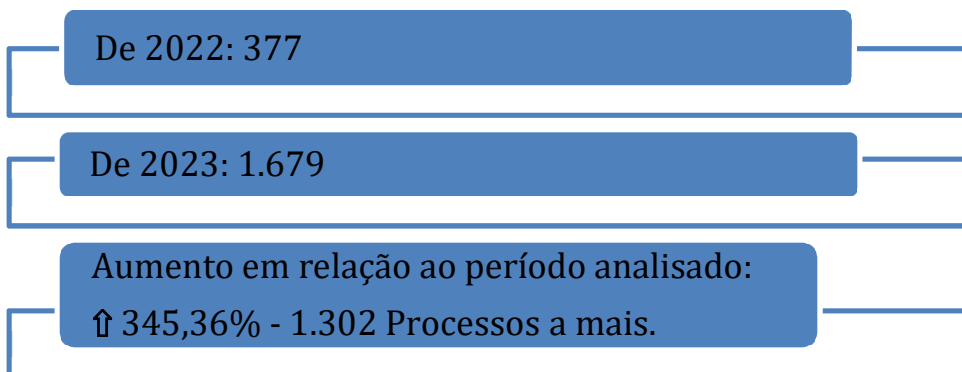 De 2022: 377
De 2023: 1.679
Aumento em relação ao período analisado:
⇧ 345,36% - 1.302 Processos a mais.